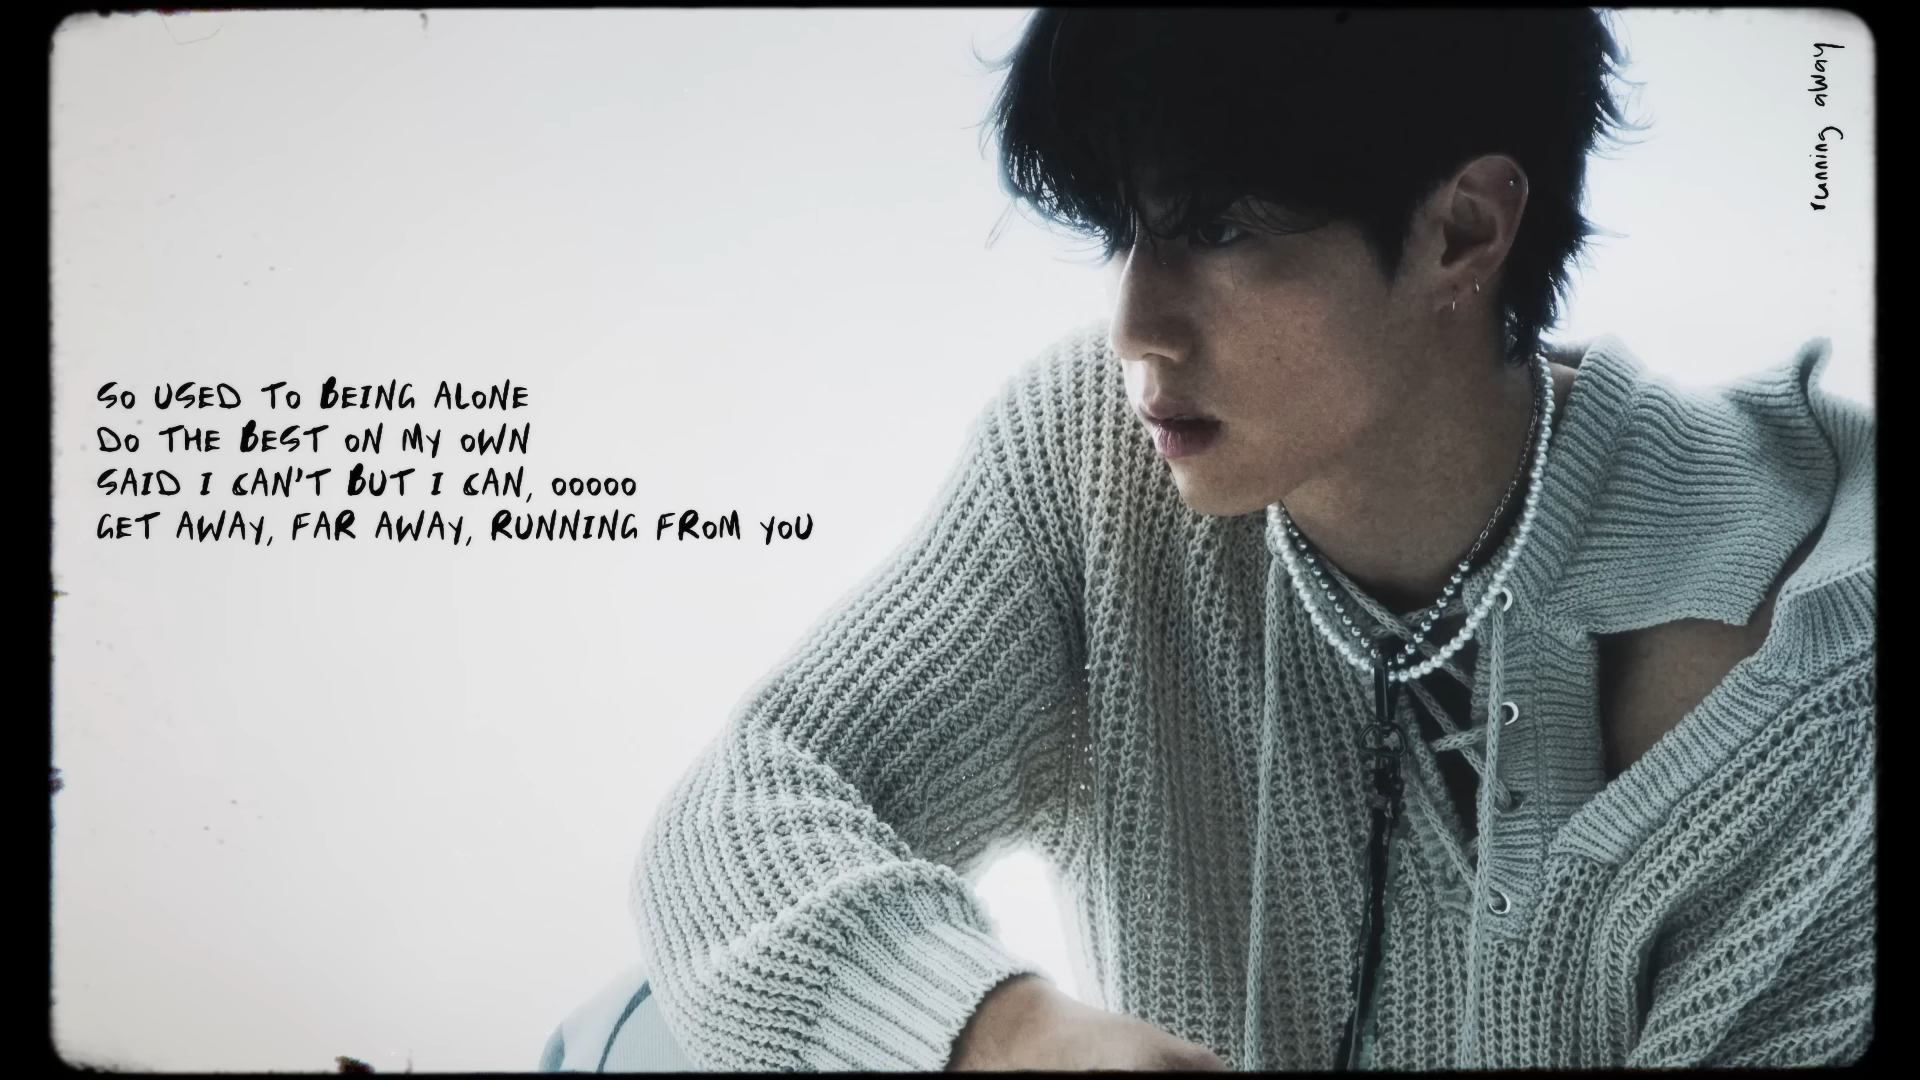 SO USED TO BEING ALONE
DO THE BEST ON MY OWN
SAID I CAN'T BUT I CAN, OOOOO
GET AWAY, FAR AWAY, RUNNING FROM YOU
running away